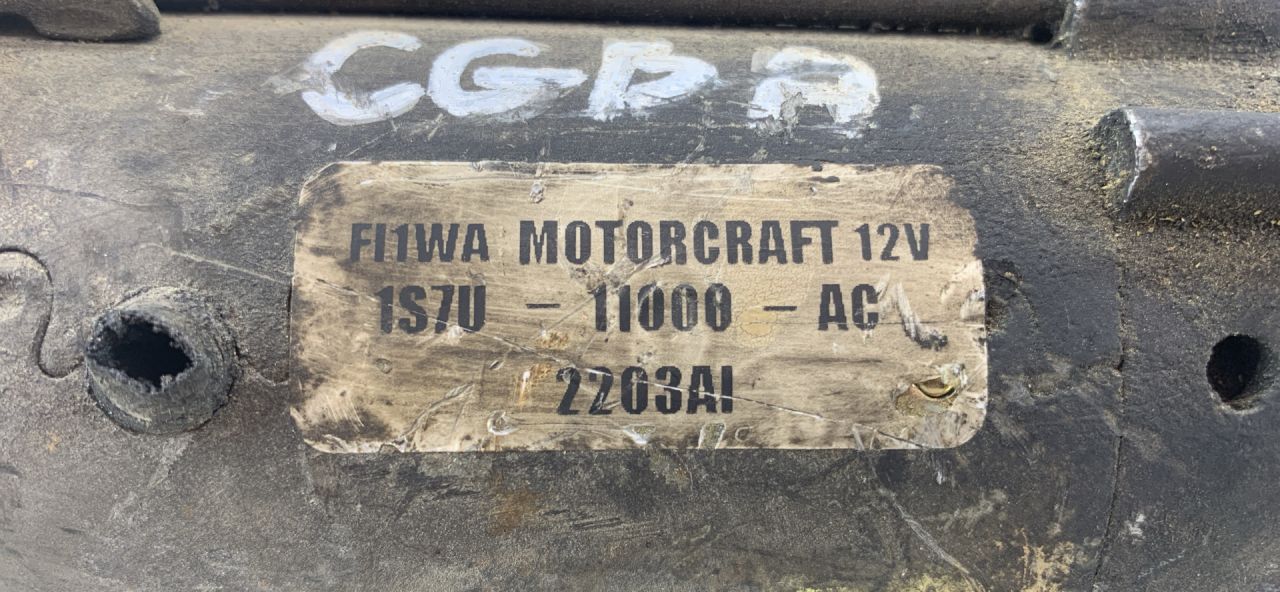 CGBA
FI1WA MOTORCRAFT 12V
1S7U - 11000 - AC
2203AI